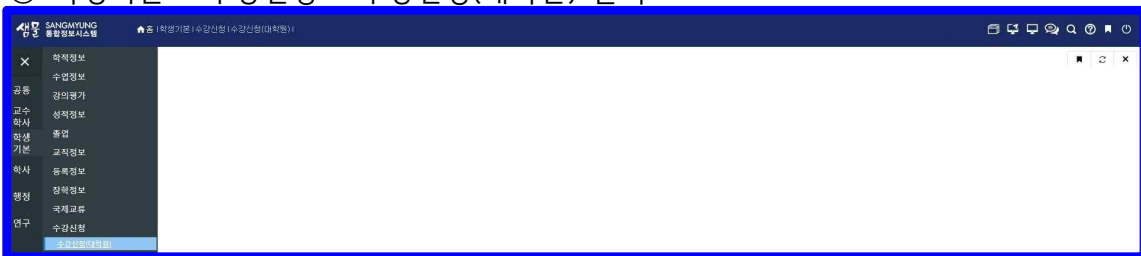 샘물 SANGMYUNG 통합정보시스템
홈 | 학생기본 | 수강신청 | 수강신청(대학원) |
공통
교수
학사
학생
기본
학사
행정
연구
학적정보
수업정보
강의평가
성적정보
졸업
교직정보
등록정보
장학정보
국제교류
수강신청
수강신청(대학원)